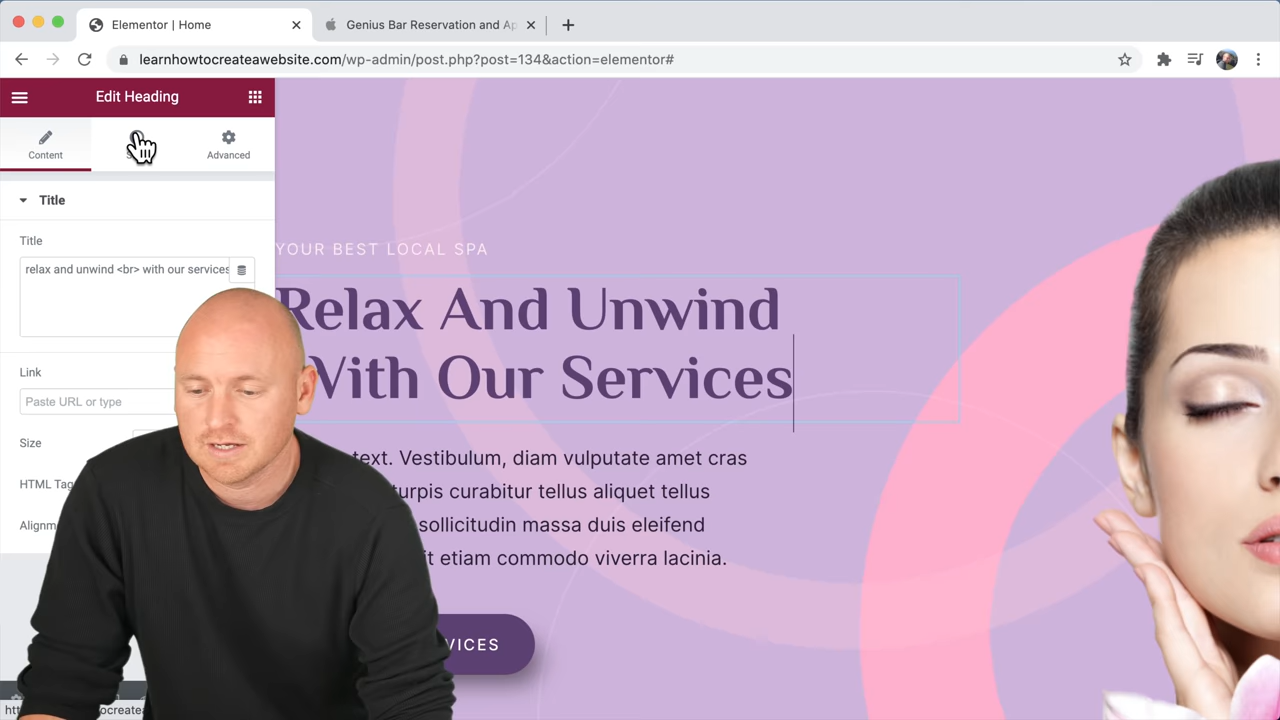 Elementor | Home
Genius Bar Reservation and Ap
learnhowtocreateawebsite.com/wp-admin/post.php?post=134&action=elementor#
Edit Heading
Content
Advanced
Title
Title
relax and unwind <br> with our services
Link
Paste URL or type
Size
HTML Tag
YOUR BEST LOCAL SPA
Relax And Unwind
With Our Services
text. Vestibulum, diam vulputate amet cras
turpis curabitur tellus aliquet tellus
sollicitudin massa duis eleifend
etiam commodo viverra lacinia.